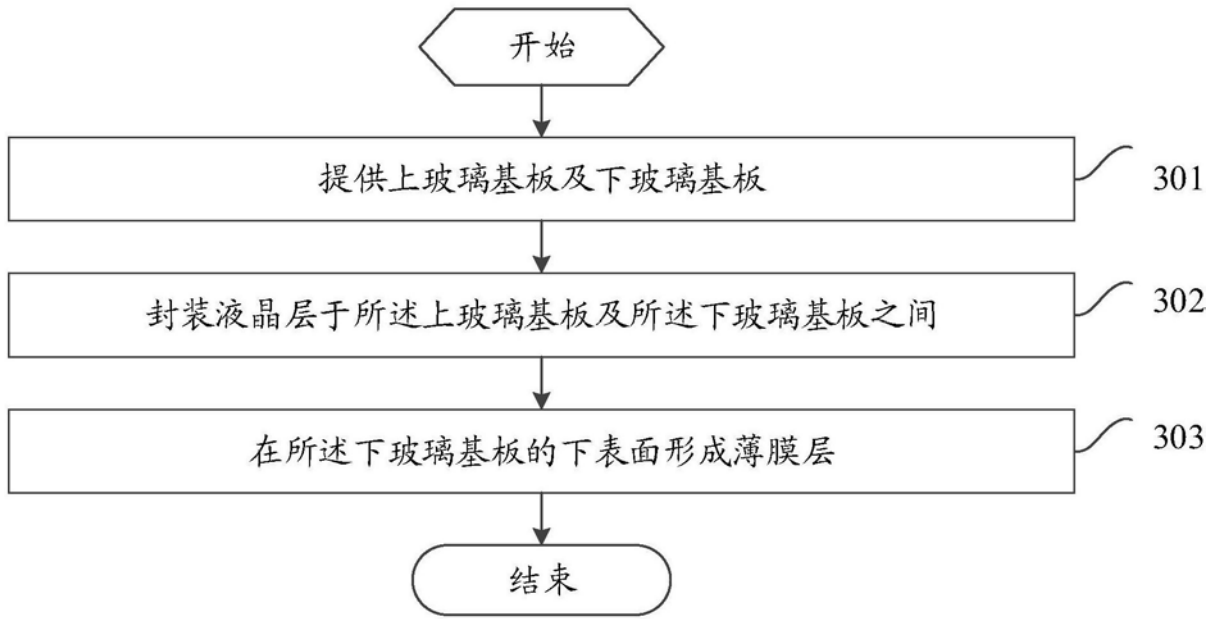 开始
提供上玻璃基板及下玻璃基板
301
封装液晶层于所述上玻璃基板及所述下玻璃基板之间
302
在所述下玻璃基板的下表面形成薄膜层
303
结束